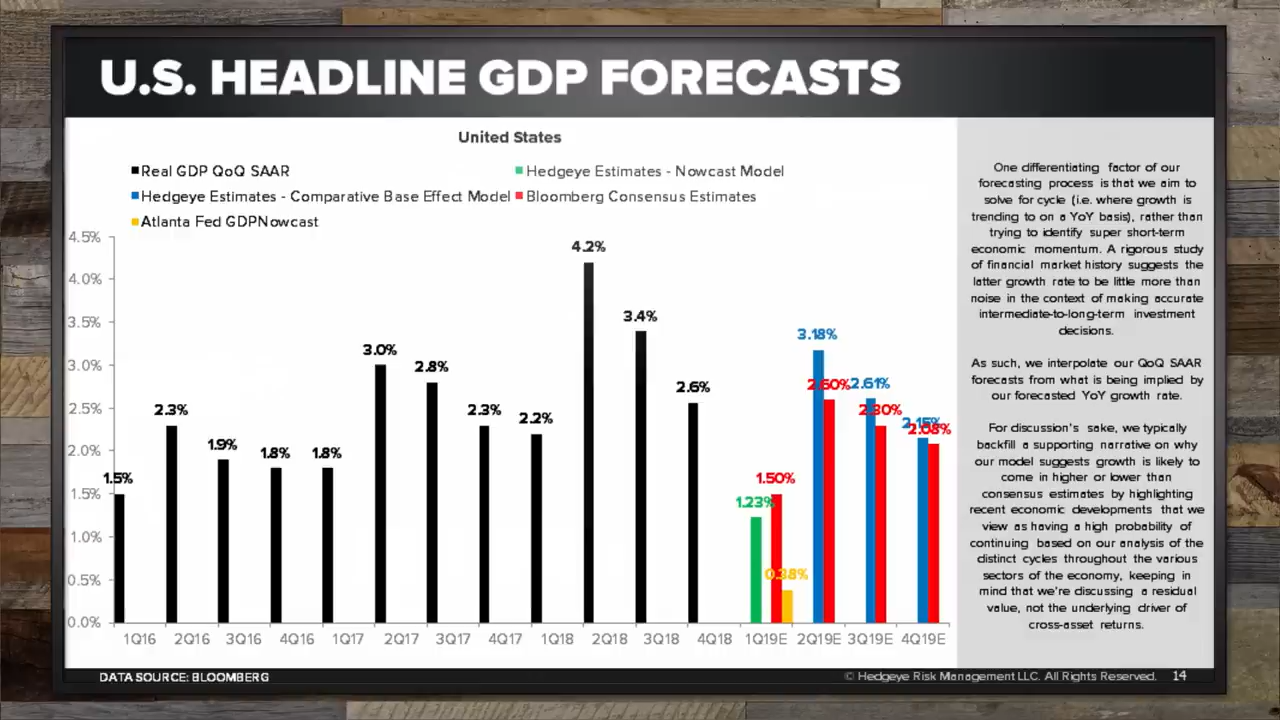 U.S. HEADLINE GDP FORECASTS
United States
Real GDP QoQ SAAR
Hedgeye Estimates - Nowcast Model
Hedgeye Estimates - Comparative Base Effect Model
Bloomberg Consensus Estimates
Atlanta Fed GDPNowcast
4.5%
4.0%
3.5%
3.0%
2.5%
2.0%
1.5%
1.0%
0.5%
0.0%
1.5%
2.3%
1.9%
1.8%
1.8%
3.0%
2.8%
2.3%
2.2%
4.2%
3.4%
2.6%
1.23%
1.50%
0.38%
3.18%
2.60%
2.61%
2.30%
2.15%
2.08%
1Q16 2Q16 3Q16 4Q16 1Q17 2Q17 3Q17 4Q17 1Q18 2Q18 3Q18 4Q18 1Q19E 2Q19E 3Q19E 4Q19E
One differentiating factor of our
forecasting process is that we aim to
solve for cycle (i.e. where growth is
trending to on a YoY basis), rather than
trying to identify super short-term
economic momentum. A rigorous study
of financial market history suggests the
latter growth rate to be little more than
noise in the context of making accurate
intermediate-to-long-term investment
decisions.
As such, we interpolate our QoQ SAAR
forecasts from what is being implied by
our forecasted YoY growth rate.
For discussion's sake, we typically
backfill a supporting narrative on why
our model suggests growth is likely to
come in higher or lower than
consensus estimates by highlighting
recent economic developments that we
view as having a high probability of
continuing based on our analysis of the
distinct cycles throughout the various
sectors of the economy, keeping in
mind that we're discussing a residual
value, not the underlying driver of
cross-asset returns.
DATA SOURCE: BLOOMBERG
© Hedgeye Risk Management LLC. All Rights Reserved. 14